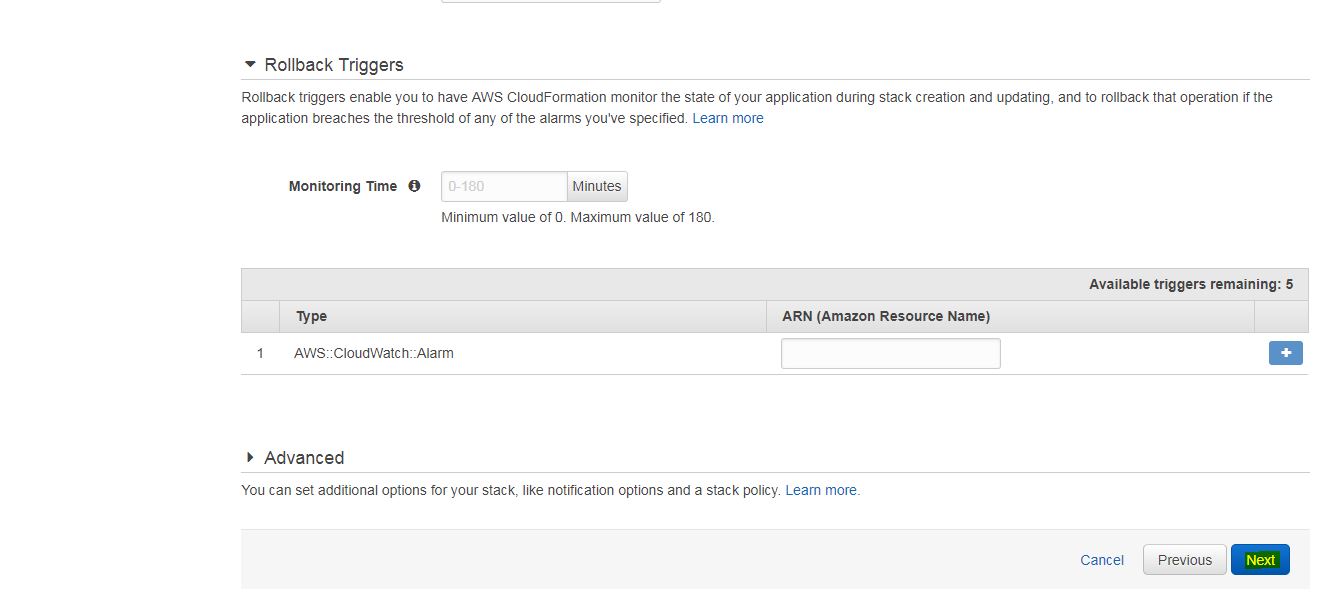 Rollback Triggers
Rollback triggers enable you to have AWS CloudFormation monitor the state of your application during stack creation and updating, and to rollback that operation if the
application breaches the threshold of any of the alarms you've specified. Learn more
Monitoring Time 0-180 Minutes
Minimum value of 0. Maximum value of 180.
Available triggers remaining: 5
Type ARN (Amazon Resource Name)
1 AWS::CloudWatch::Alarm
Advanced
You can set additional options for your stack, like notification options and a stack policy. Learn more.
Cancel Previous Next